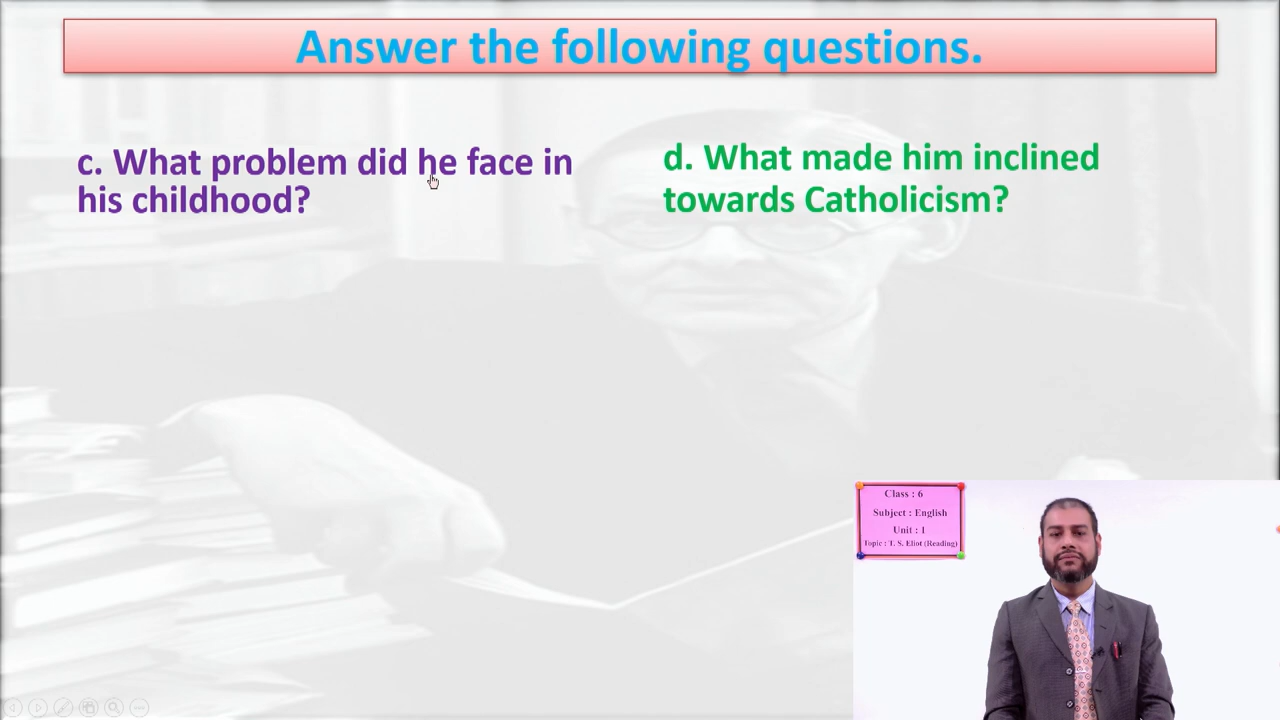 Answer the following questions.
c. What problem did he face in
his childhood?
d. What made him inclined
towards Catholicism?
Class : 6
Subject : English
Unit : 1
Topic : T. S. Eliot (Reading)